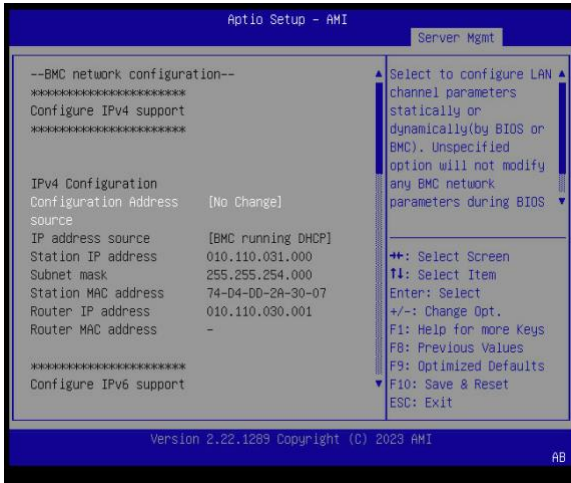 Aptio Setup - AMI
Server Mgmt
--BMC network configuration--
************************
Configure IPv4 support
************************
IPv4 Configuration
Configuration Address [No Change]
source
IP address source [BMC running DHCP]
Station IP address 010.110.031.000
Subnet mask 255.255.254.000
Station MAC address 74-D4-DD-2A-30-07
Router IP address 010.110.030.001
Router MAC address -
************************
Configure IPv6 support
Select to configure LAN
channel parameters
statically or
dynamically(by BIOS or
BMC). Unspecified
option will not modify
any BMC network
parameters during BIOS
→←: Select Screen
↑↓: Select Item
Enter: Select
+/-: Change Opt.
F1: Help for more Keys
F8: Previous Values
F9: Optimized Defaults
F10: Save & Reset
ESC: Exit
Version 2.22.1289 Copyright (C) 2023 AMI
AB